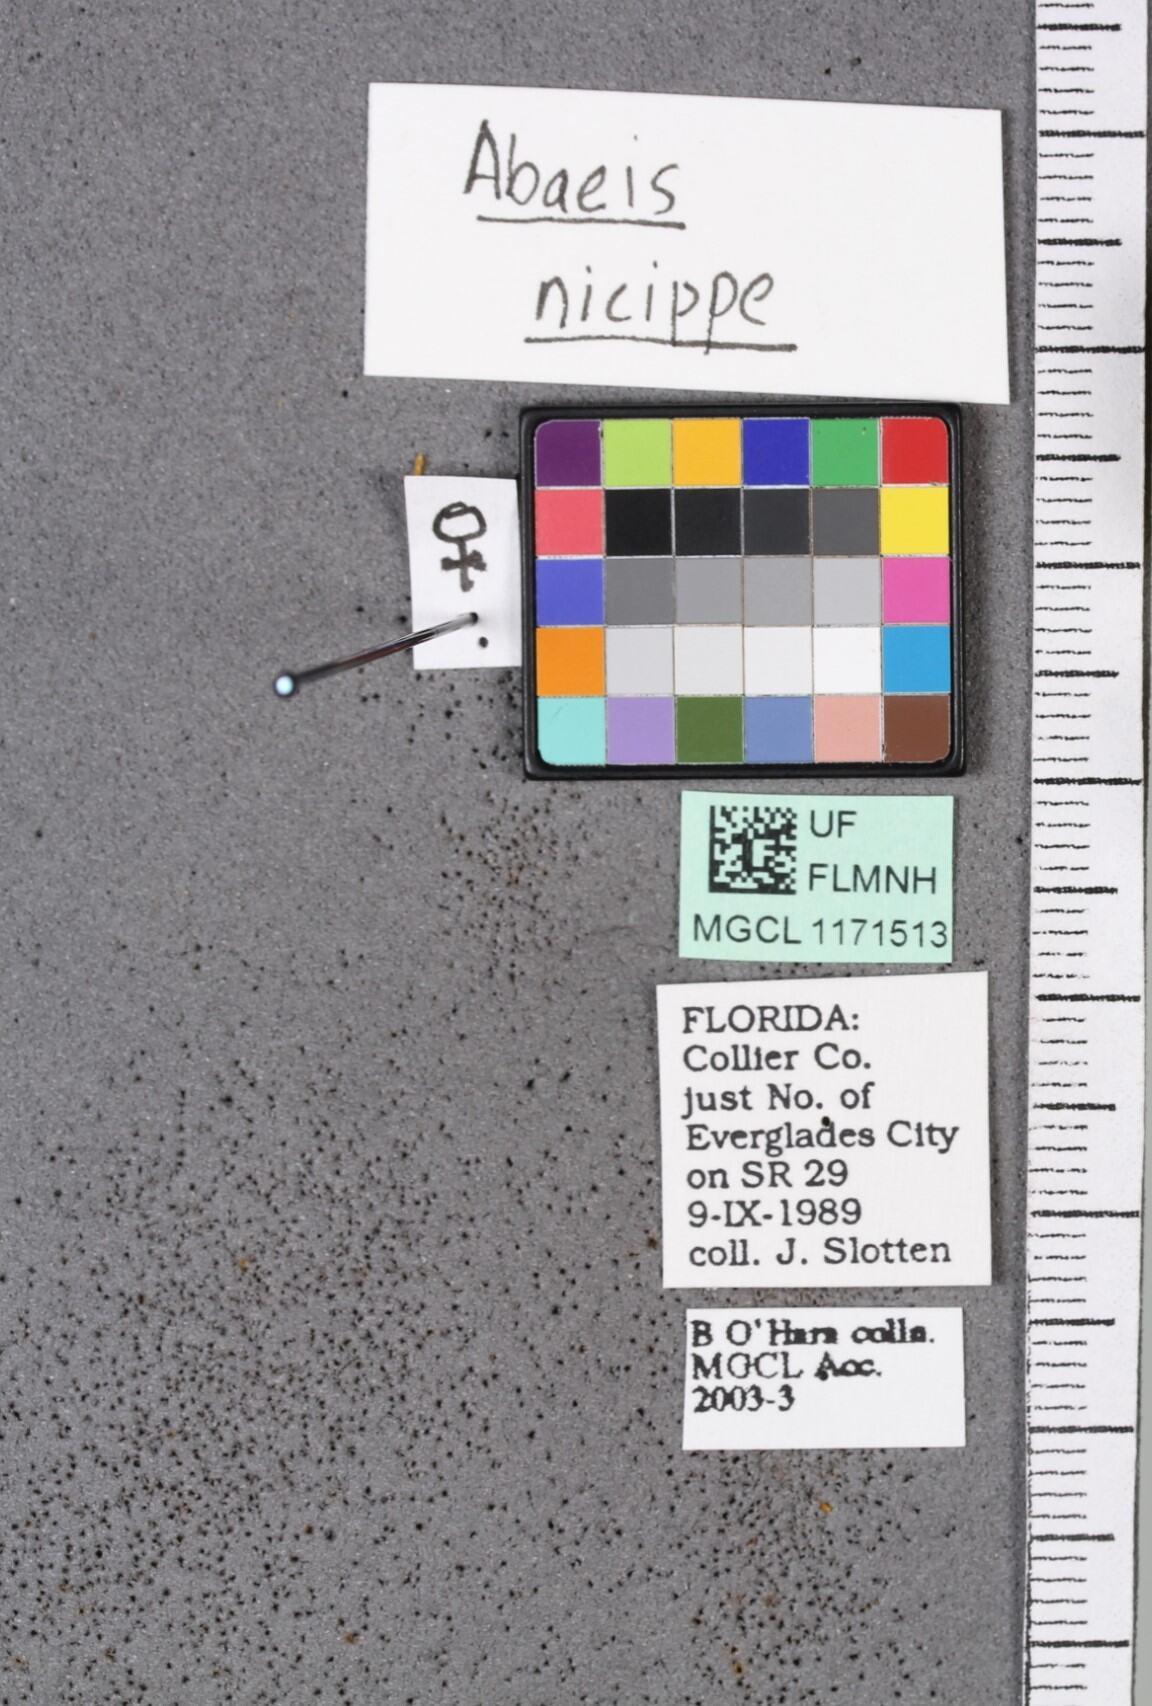 Abaeis
nicippe
♀
UF
FLMNH
MGCL 1171513
FLORIDA:
Collier Co.
just No. of
Everglades City
on SR 29
9-IX-1989
coll. J. Slotten
B O'Hara colln.
MGCL Acc.
2003-3